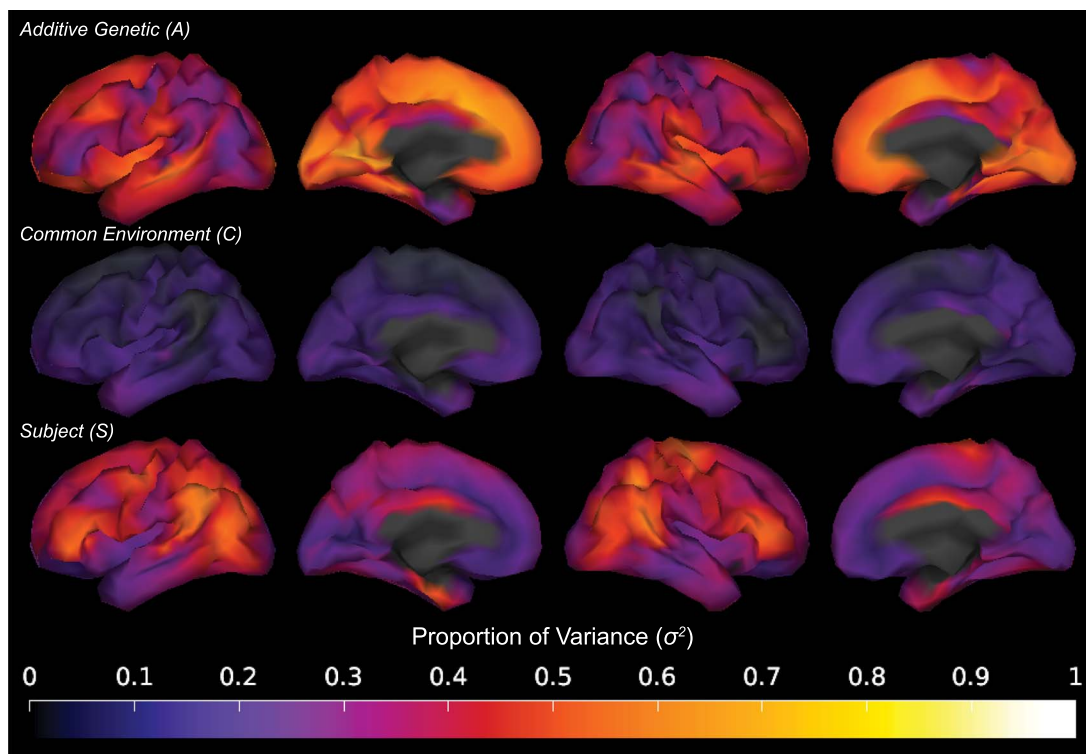 Additive Genetic (A)
Common Environment (C)
Subject (S)
Proportion of Variance (σ²)
0 0.1 0.2 0.3 0.4 0.5 0.6 0.7 0.8 0.9 1